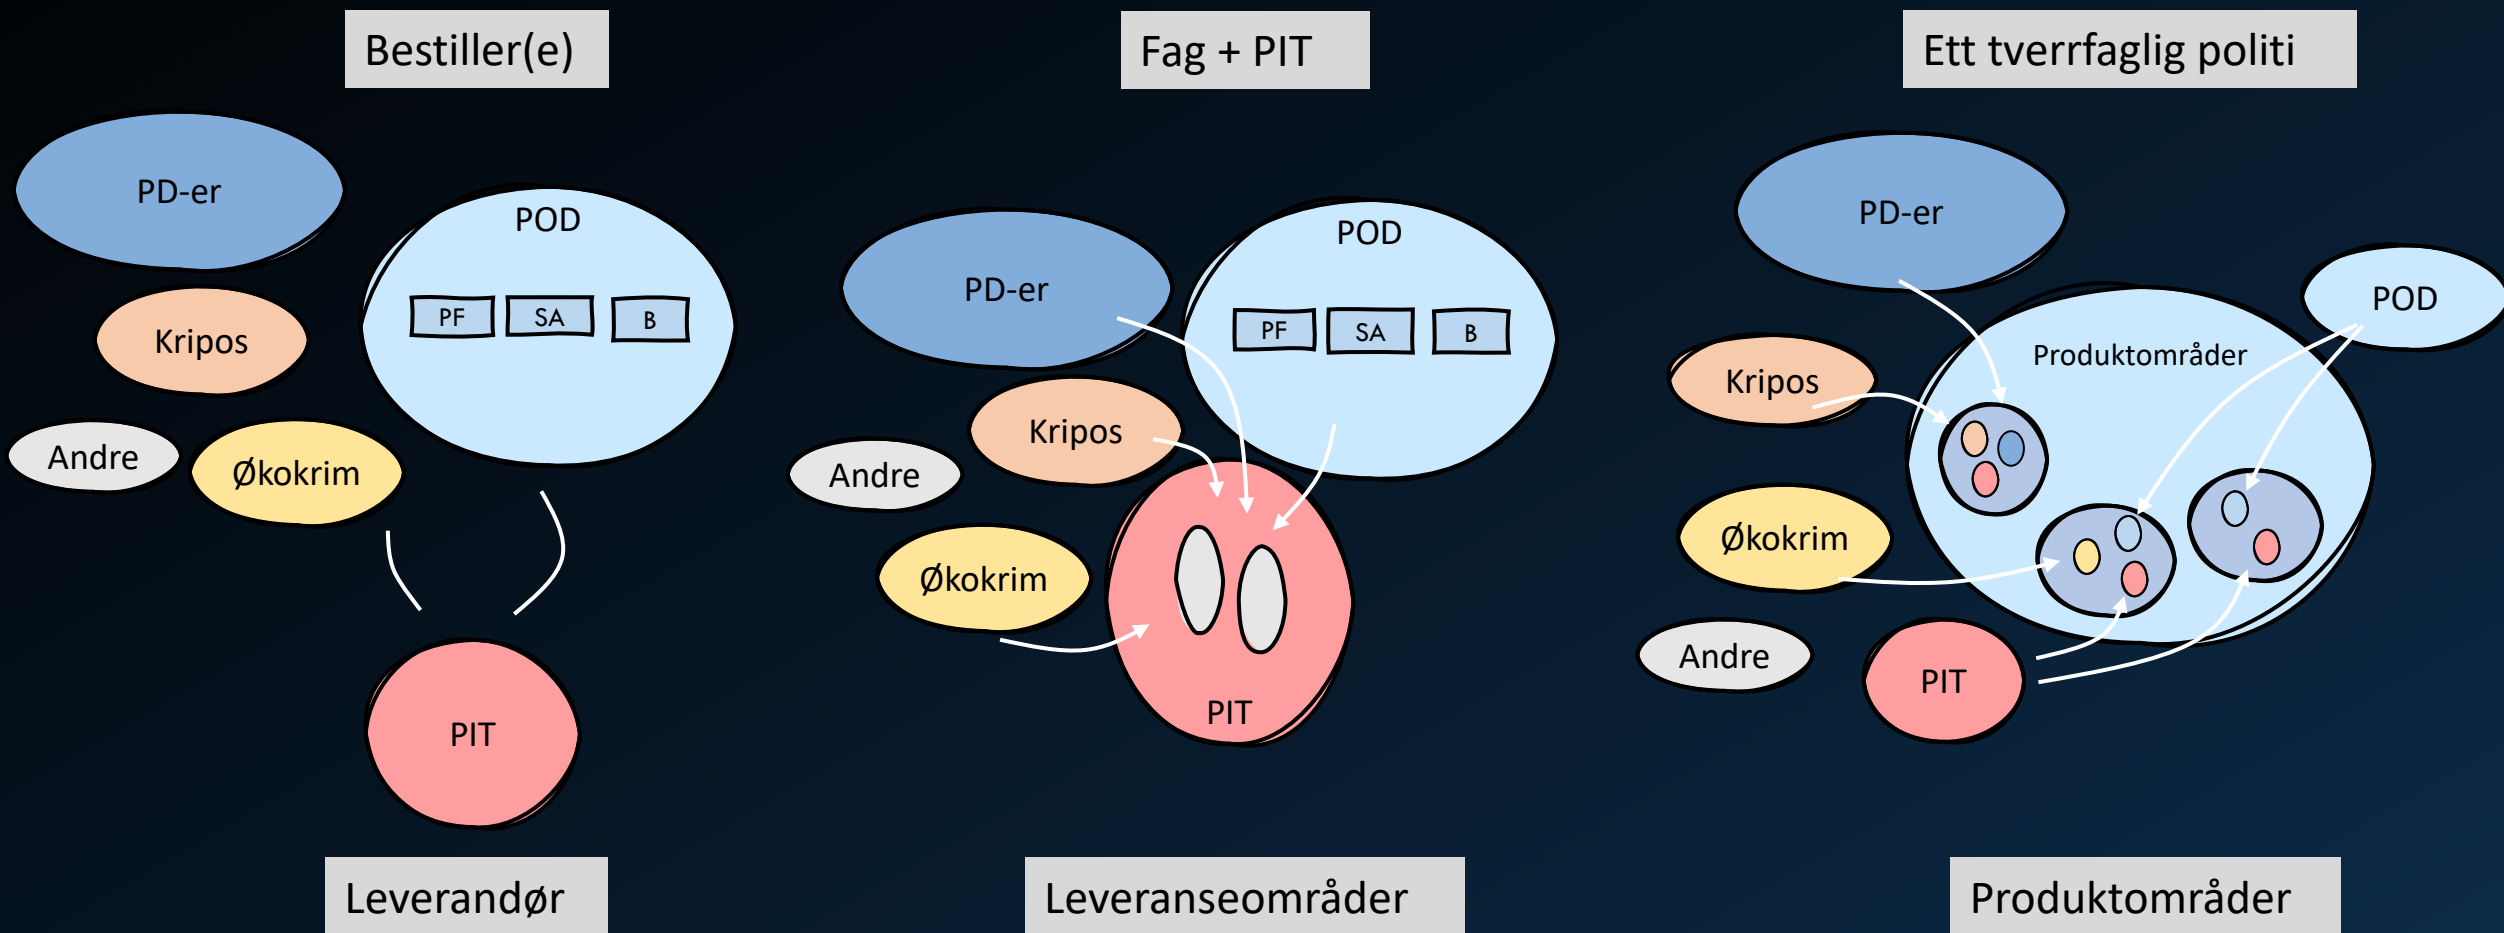 Bestiller(e)
PD-er
POD
PF
SA
B
Kripos
Andre
Økokrim
PIT
Leverandør
Fag + PIT
PD-er
POD
PF
SA
B
Kripos
Andre
Økokrim
PIT
Leveranseområder
Ett tverrfaglig politi
PD-er
POD
Produktområder
Kripos
Økokrim
Andre
PIT
Produktområder